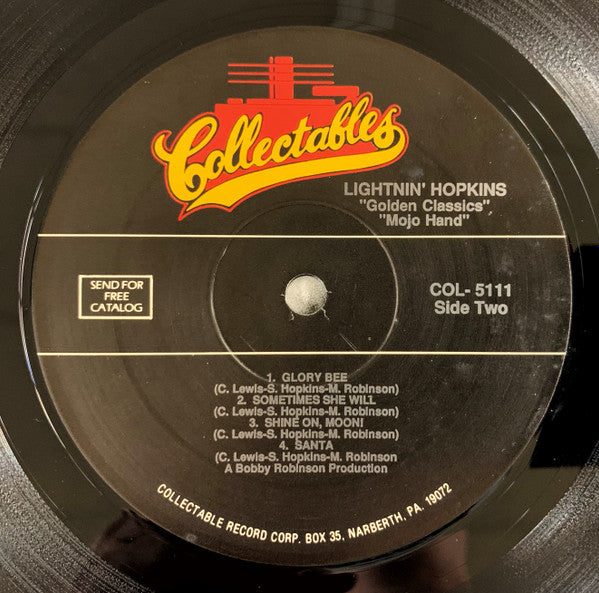 Collectables
LIGHTNIN' HOPKINS
"Golden Classics"
"Mojo Hand"
SEND FOR
FREE
CATALOG
COL- 5111
Side Two
1. GLORY BEE
(C. Lewis-S. Hopkins-M. Robinson)
2. SOMETIMES SHE WILL
(C. Lewis-S. Hopkins-M. Robinson)
3. SHINE ON, MOON!
(C. Lewis-S. Hopkins-M. Robinson)
4. SANTA
(C. Lewis-S. Hopkins-M. Robinson
A Bobby Robinson Production
COLLECTABLE RECORD CORP. BOX 35, NARBERTH, PA. 19072